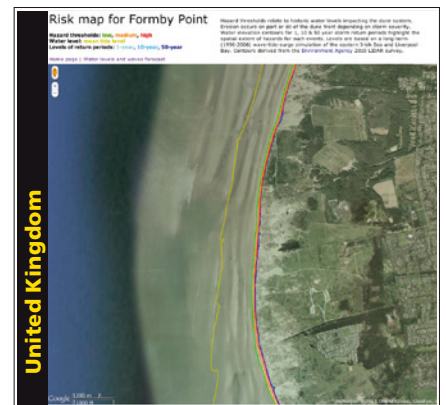 Risk map for Formby Point
Hazard thresholds: low, medium, high
Water level: mean tide level
Levels of return periods: 1-year, 10-year, 50-year
Home page | Water levels and waves forecast
Hazard thresholds relate to historic water levels impacting the dune system.
Erosion occurs on part or all of the dune front depending on storm severity.
Water elevation contours for 1, 10 & 50 year storm return periods highlight the
spatial extent of hazards for each events. Levels are based on a long-term
(1996-2006) wave-tide-surge simulation of the eastern Irish Sea and Liverpool
Bay. Contours derived from the Environment Agency 2010 LIDAR survey.
United Kingdom
Google